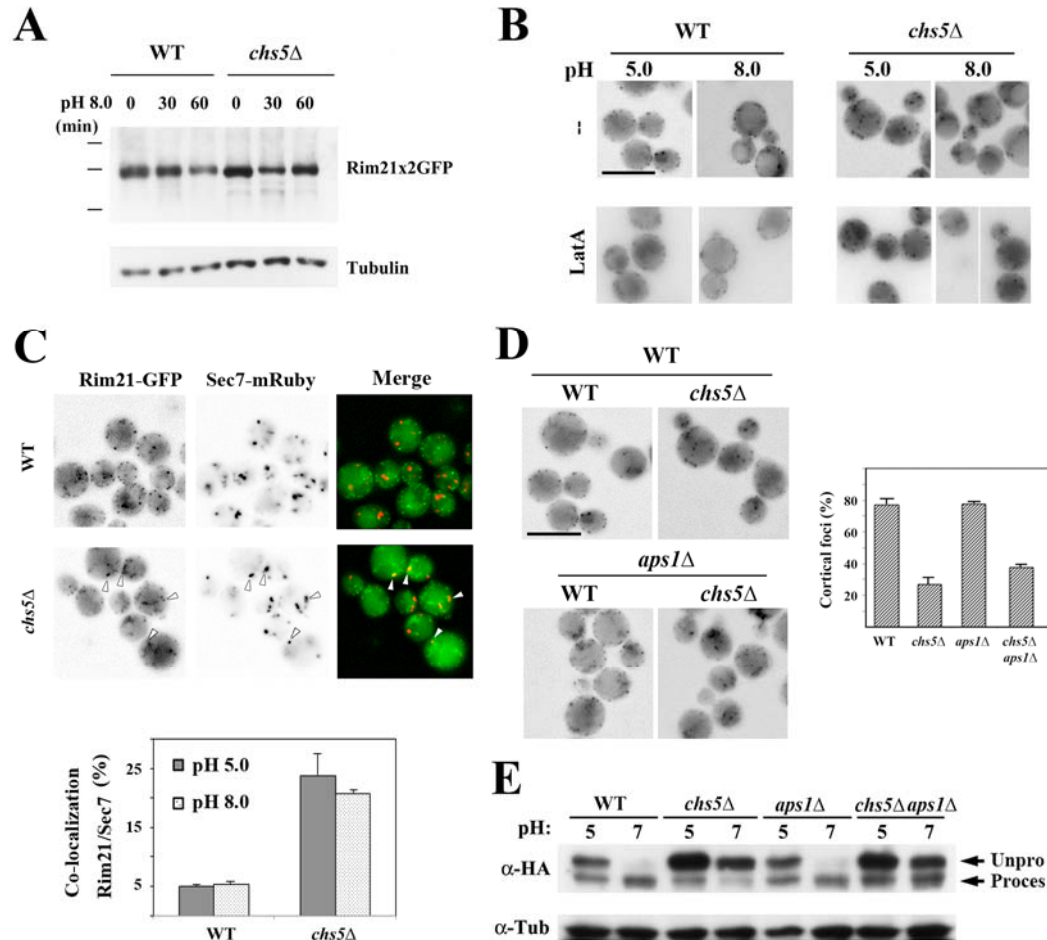 A
WT chs5Δ
pH 8.0 0 30 60 0 30 60
(min)
Rim21x2GFP
Tubulin
B
WT chs5Δ
pH 5.0 8.0 5.0 8.0
--
LatA
C
Rim21-GFP Sec7-mRuby Merge
WT
chs5Δ
Co-localization
Rim21/Sec7 (%)
25
15
5
pH 5.0
pH 8.0
WT chs5Δ
D
WT
WT chs5Δ
aps1Δ
WT chs5Δ
Cortical foci (%)
80
60
40
20
WT chs5Δ aps1Δ chs5Δ
aps1Δ
E
WT chs5Δ aps1Δ chs5Δ aps1Δ
pH: 5 7 5 7 5 7 5 7
α-HA
Unpro
Proces
α-Tub